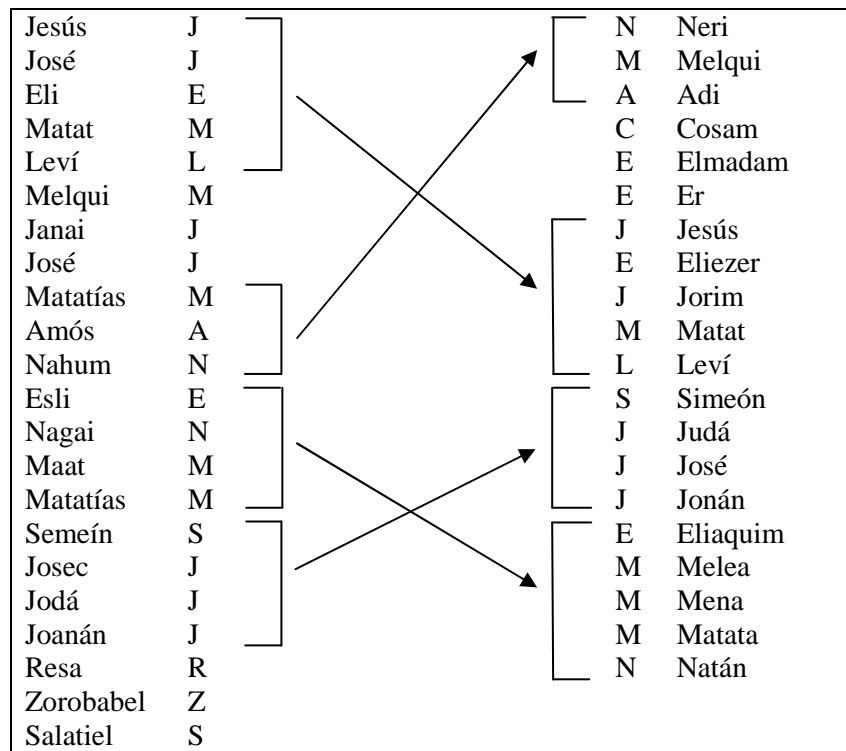 Jesús J N Neri
José J M Melqui
Eli E A Adi
Matat M C Cosam
Leví L E Elmadam
Melqui M E Er
Janai J J Jesús
José J E Eliezer
Matatías M J Jorim
Amós A M Matat
Nahum N L Leví
Esli E S Simeón
Nagai N J Judá
Maat M J José
Matatías M J Jonán
Semeín S E Eliaquim
Josec J M Melea
Jodá J M Mena
Joanán J M Matata
Resa R N Natán
Zorobabel Z
Salatiel S